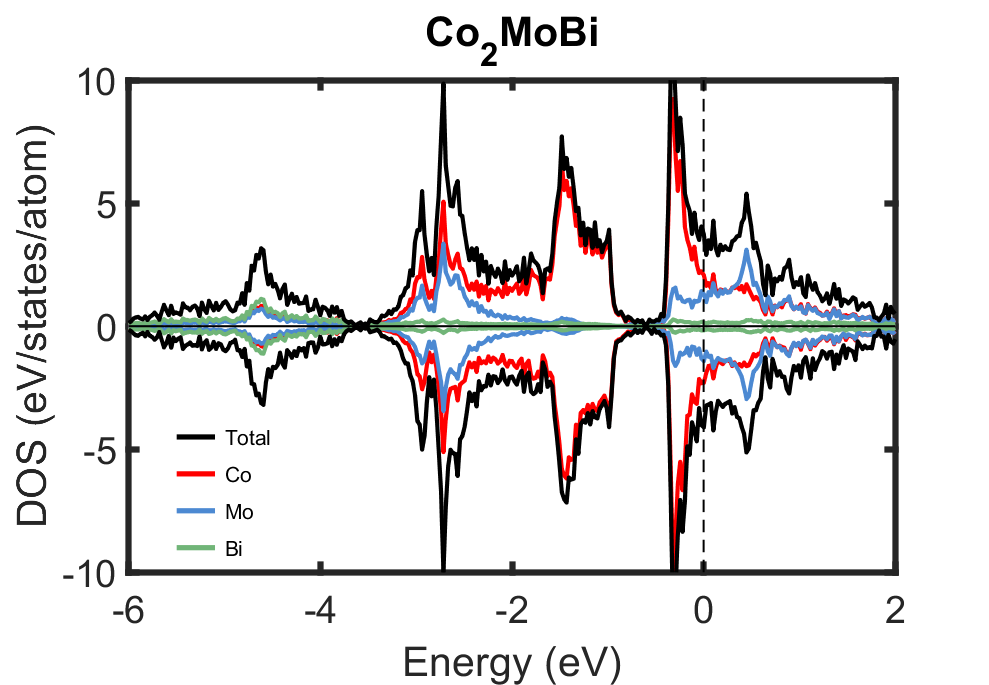 Co₂MoBi
DOS (eV/states/atom)
10
5
0
-5
-10
Total
Co
Mo
Bi
-6 -4 -2 0 2
Energy (eV)